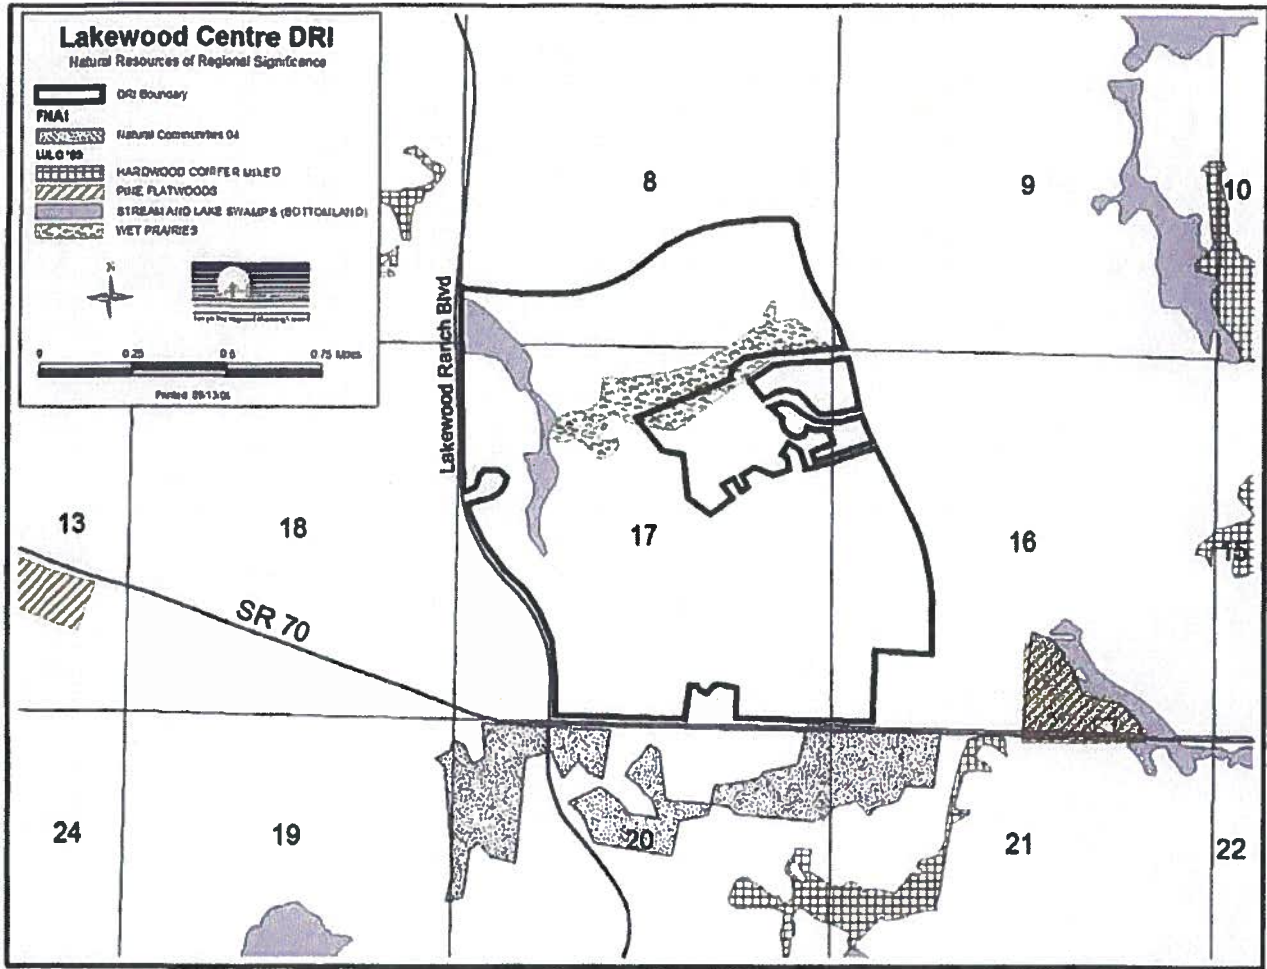 Lakewood Centre DRI
Natural Resources of Regional Significance
DRI Boundary
FNAI
Natural Communities 04
HARDWOOD CONIFER MIXED
PINE FLATWOODS
STREAM AND LAKE SWAMPS (BOTTOMLAND)
WET PRAIRIES
N
0 0.25 0.5 0.75 Miles
Printed
8
9
10
Lakewood Ranch Blvd
13
18
17
16
15
SR 70
24
19
20
21
22